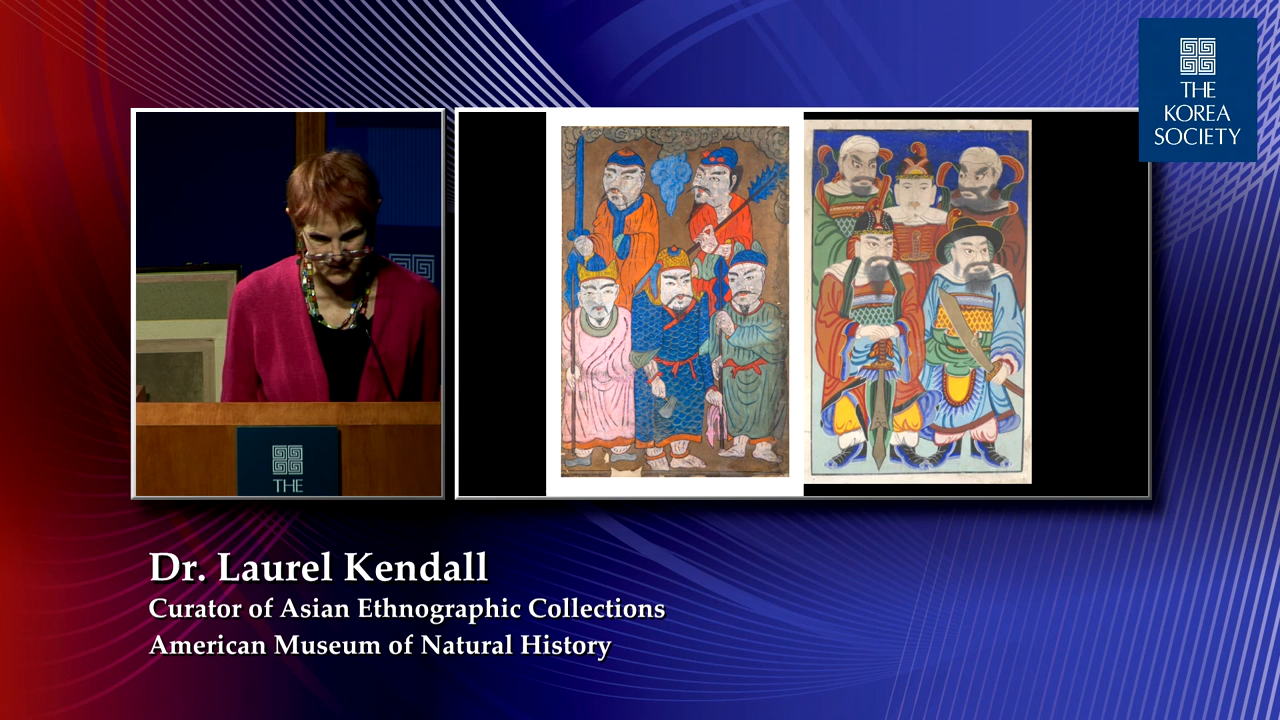 THE
KOREA
SOCIETY
THE
Dr. Laurel Kendall
Curator of Asian Ethnographic Collections
American Museum of Natural History